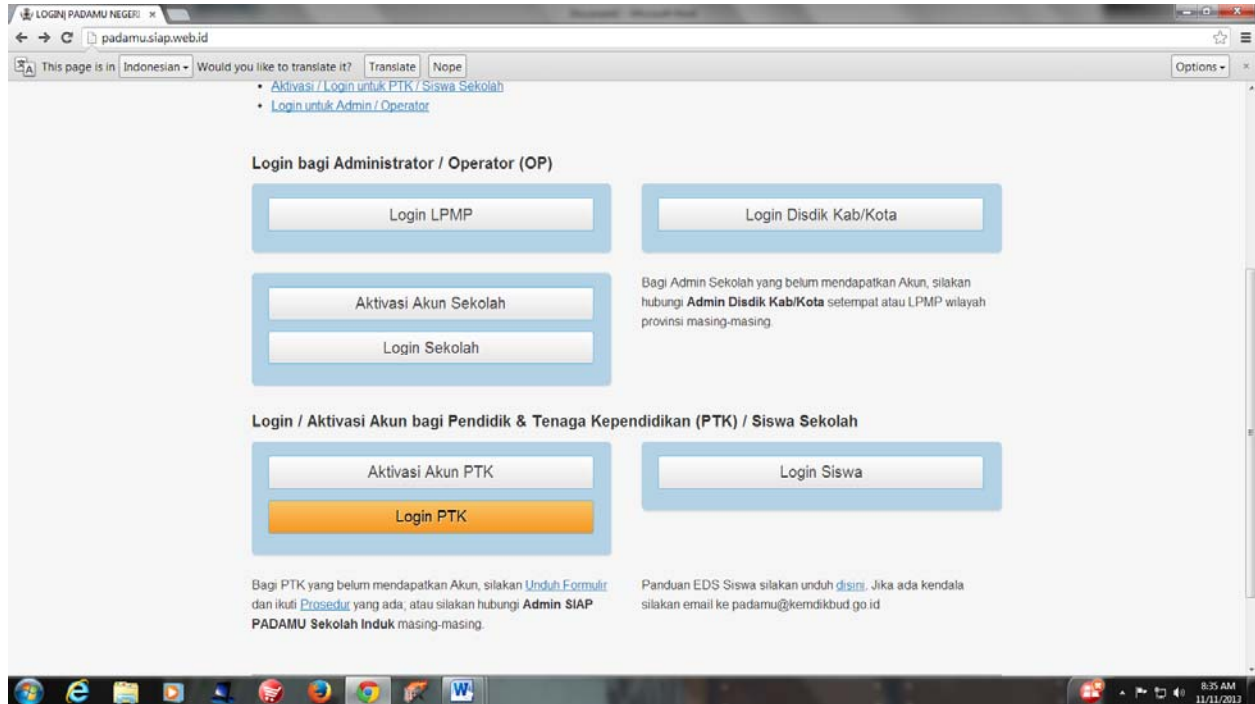 LOGIN| PADAMU NEGERI
padamu.siap.web.id
This page is in Indonesian Would you like to translate it? Translate Nope Options
Aktivasi / Login untuk PTK / Siswa Sekolah
Login untuk Admin / Operator
Login bagi Administrator / Operator (OP)
Login LPMP
Login Disdik Kab/Kota
Aktivasi Akun Sekolah
Login Sekolah
Bagi Admin Sekolah yang belum mendapatkan Akun, silakan
hubungi Admin Disdik Kab/Kota setempat atau LPMP wilayah
provinsi masing-masing.
Login / Aktivasi Akun bagi Pendidik & Tenaga Kependidikan (PTK) / Siswa Sekolah
Aktivasi Akun PTK
Login PTK
Login Siswa
Bagi PTK yang belum mendapatkan Akun, silakan Unduh Formulir
dan ikuti Prosedur yang ada, atau silakan hubungi Admin SIAP
PADAMU Sekolah Induk masing-masing.
Panduan EDS Siswa silakan unduh disini. Jika ada kendala
silakan email ke padamu@kemdikbud.go.id
8:35 AM
11/11/2013